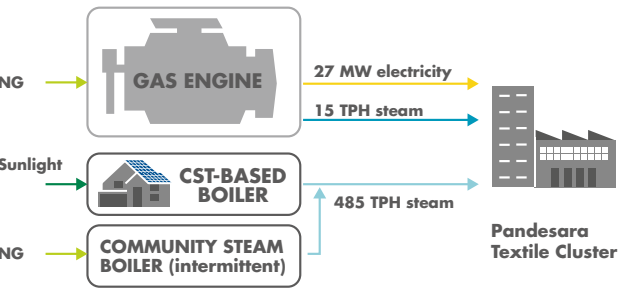 NG
GAS ENGINE
27 MW electricity
15 TPH steam
Sunlight
CST-BASED
BOILER
485 TPH steam
NG
COMMUNITY STEAM
BOILER (intermittent)
Pandesara
Textile Cluster